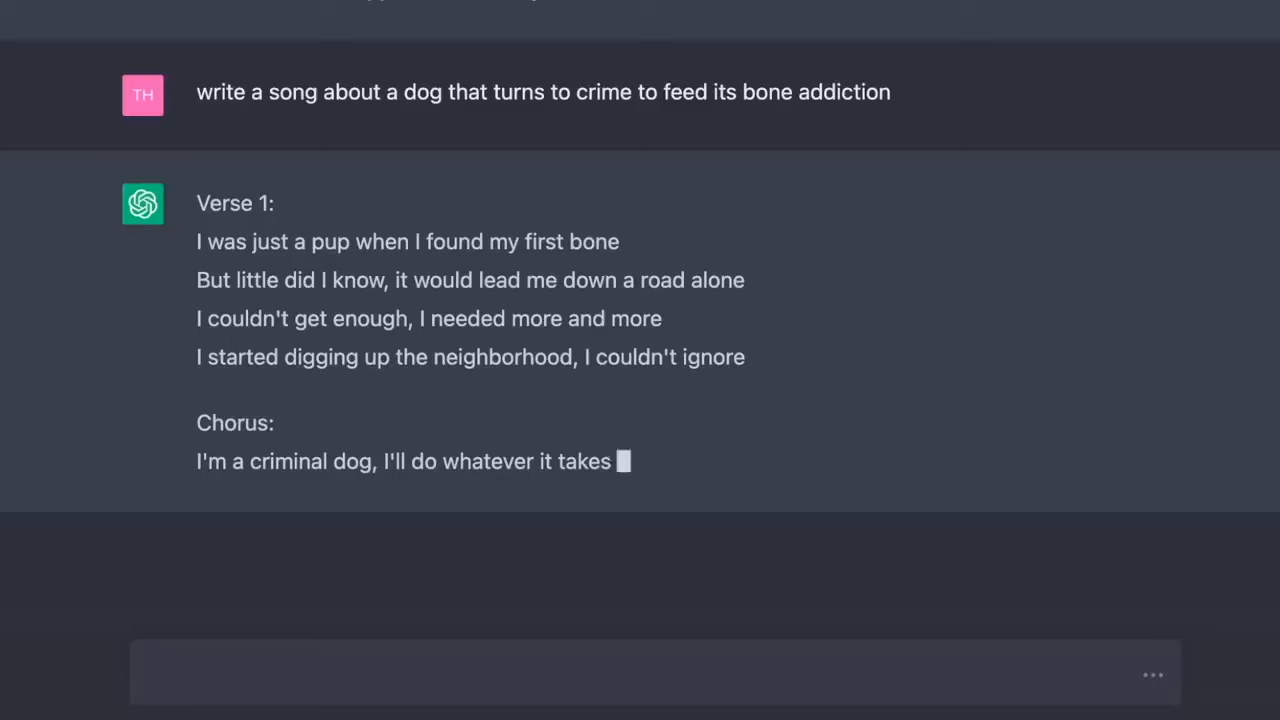 TH
write a song about a dog that turns to crime to feed its bone addiction
Verse 1:
I was just a pup when I found my first bone
But little did I know, it would lead me down a road alone
I couldn't get enough, I needed more and more
I started digging up the neighborhood, I couldn't ignore
Chorus:
I'm a criminal dog, I'll do whatever it takes